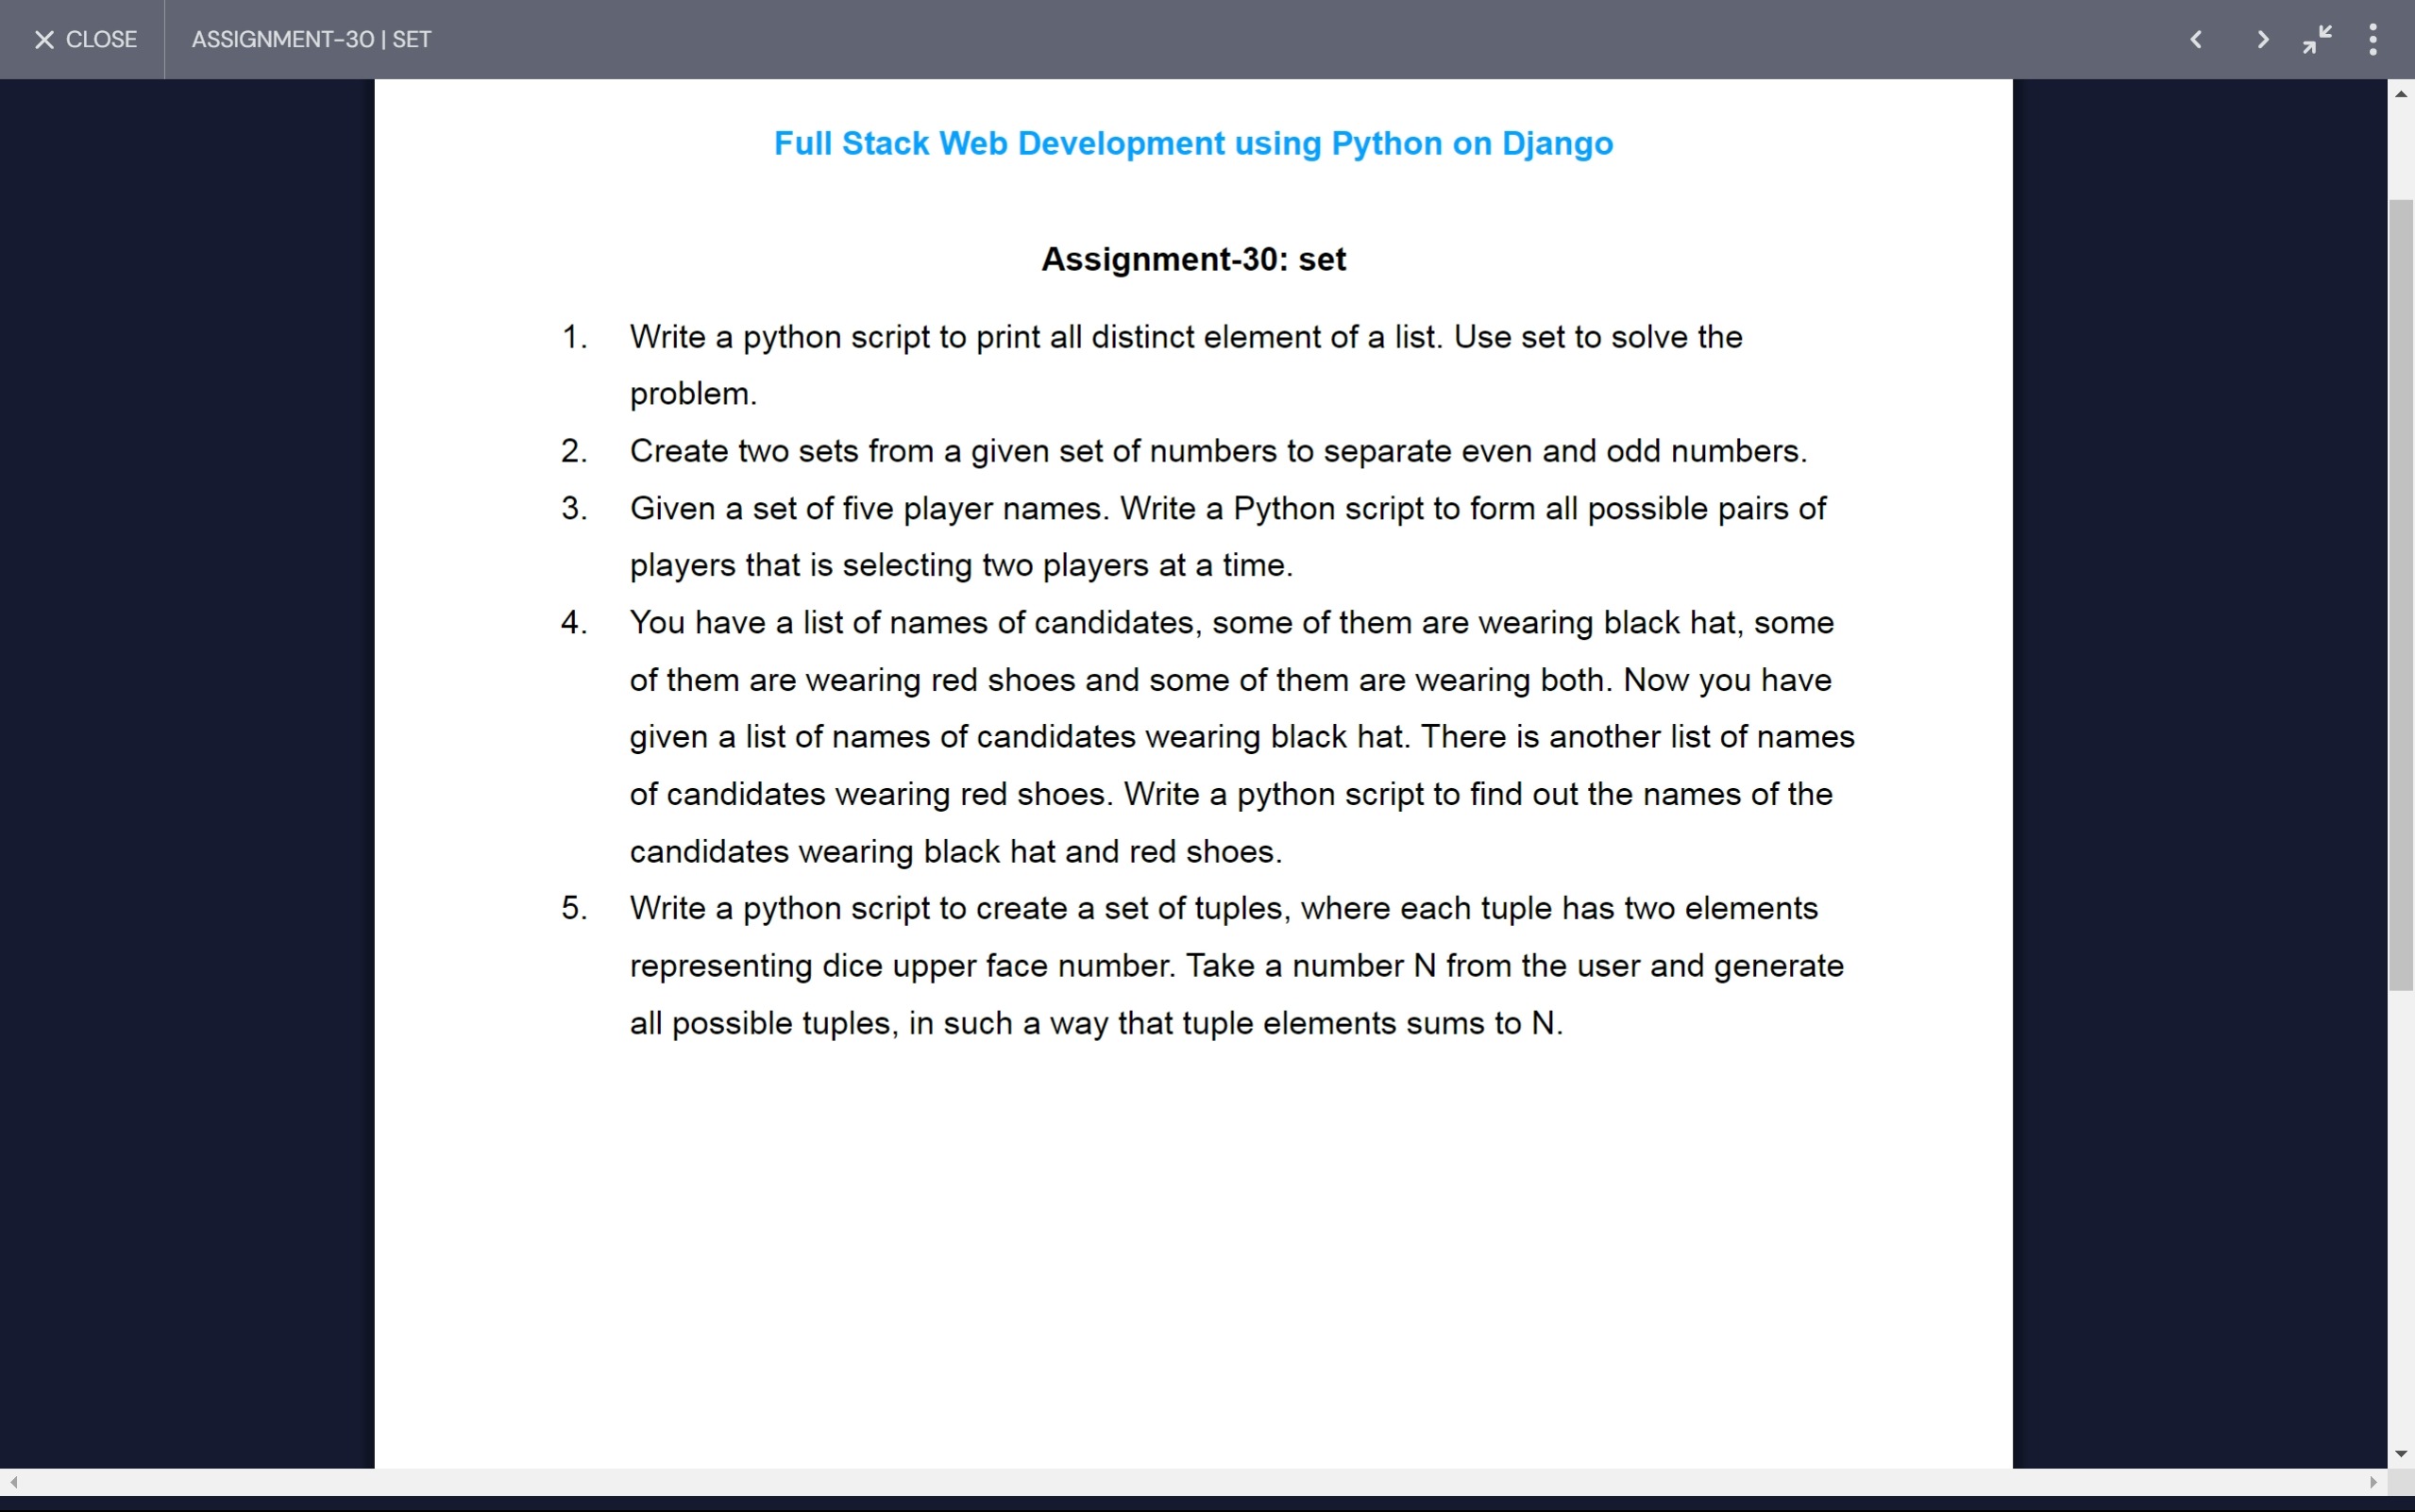 CLOSE
ASSIGNMENT-30 | SET
Full Stack Web Development using Python on Django
Assignment-30: set
1. Write a python script to print all distinct element of a list. Use set to solve the
problem.
2. Create two sets from a given set of numbers to separate even and odd numbers.
3. Given a set of five player names. Write a Python script to form all possible pairs of
players that is selecting two players at a time.
4. You have a list of names of candidates, some of them are wearing black hat, some
of them are wearing red shoes and some of them are wearing both. Now you have
given a list of names of candidates wearing black hat. There is another list of names
of candidates wearing red shoes. Write a python script to find out the names of the
candidates wearing black hat and red shoes.
5. Write a python script to create a set of tuples, where each tuple has two elements
representing dice upper face number. Take a number N from the user and generate
all possible tuples, in such a way that tuple elements sums to N.